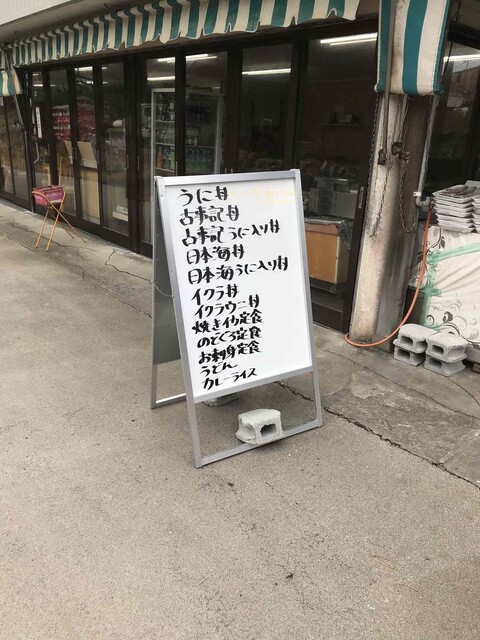 うに丼
古事記丼
古事記うに入り丼
日本海丼
日本海うに入り丼
イクラ丼
イクラウニ丼
焼きイカ定食
のどぐろ定食
お刺身定食
うどん
カレーライス